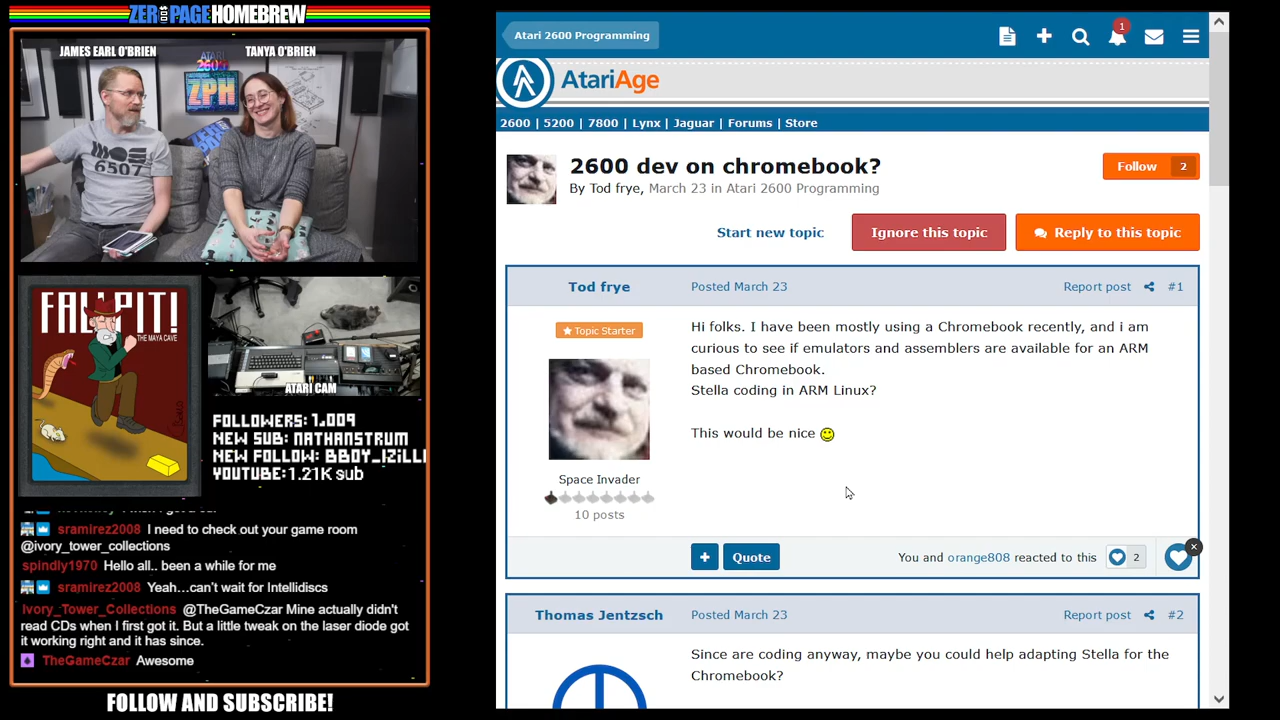 ZERO PAGE HOMEBREW
JAMES EARL O'BRIEN
TANYA O'BRIEN
ATARI
2600
ZPH
6507
FALLPIT!
THE MAYA CAVE
ATARI CAM
FOLLOWERS: 1,009
NEW SUB: NATHANSTRUM
NEW FOLLOW: BBOY_IZILL
YOUTUBE: 1.21K sub
sramirez2008 I need to check out your game room
@ivory_tower_collections
spindly1970 Hello all.. been a while for me
sramirez2008 Yeah…can't wait for Intellidiscs
Ivory_Tower_Collections @TheGameCzar Mine actually didn't
read CDs when I first got it. But a little tweak on the laser diode got
it working right and it has since.
TheGameCzar Awesome
FOLLOW AND SUBSCRIBE!
Atari 2600 Programming
1
AtariAge
2600 | 5200 | 7800 | Lynx | Jaguar | Forums | Store
2600 dev on chromebook?
By Tod frye, March 23 in Atari 2600 Programming
Follow 2
Start new topic
Ignore this topic
Reply to this topic
Tod frye
Posted March 23
Report post
#1
Topic Starter
Space Invader
10 posts
Hi folks. I have been mostly using a Chromebook recently, and i am
curious to see if emulators and assemblers are available for an ARM
based Chromebook.
Stella coding in ARM Linux?
This would be nice
+
Quote
You and orange808 reacted to this
2
Thomas Jentzsch
Posted March 23
Report post
#2
Since are coding anyway, maybe you could help adapting Stella for the
Chromebook?